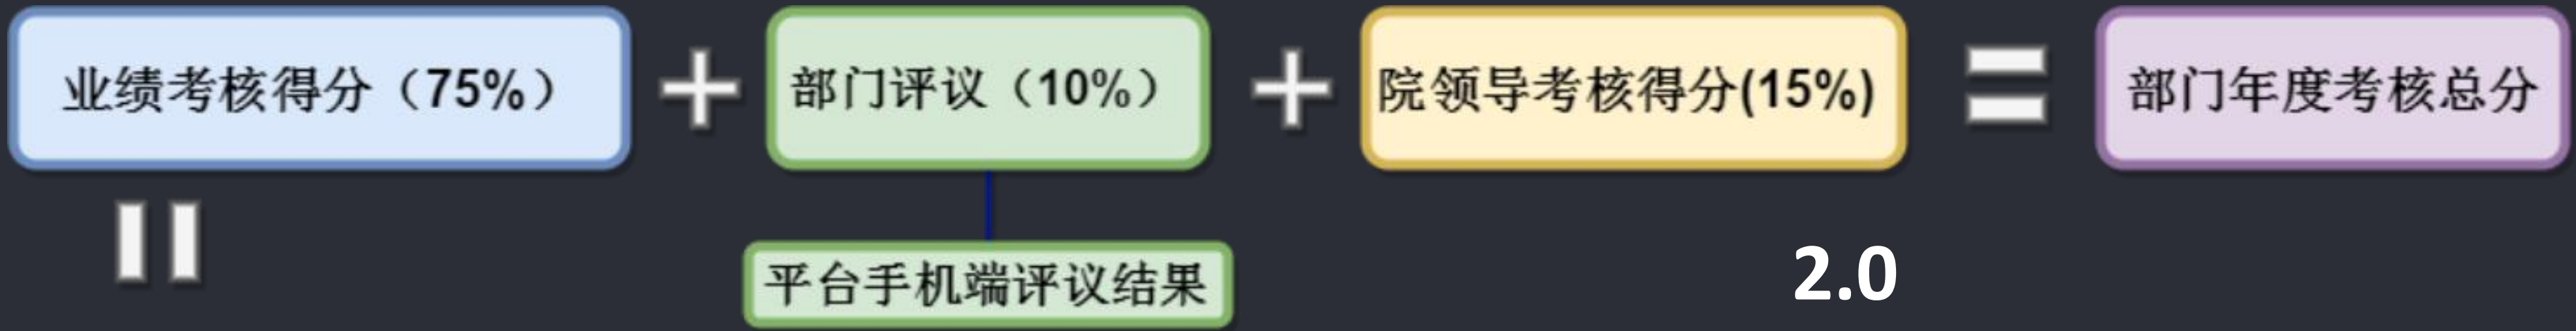 业绩考核得分（75%）
+
部门评议（10%）
+
院领导考核得分(15%)
=
部门年度考核总分
=
平台手机端评议结果
2.0